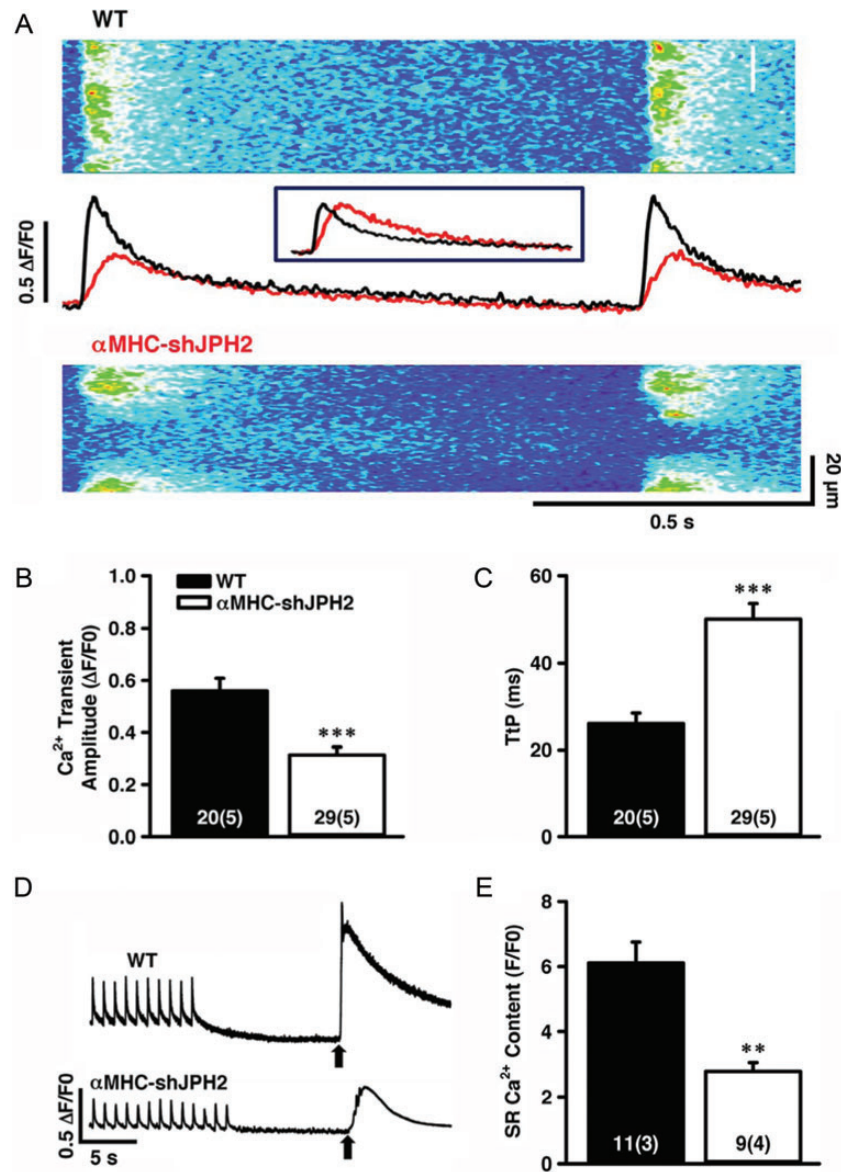 A
WT
0.5 ΔF/F0
αMHC-shJPH2
20 μm
0.5 s
B
1.0
0.8
0.6
0.4
0.2
0.0
Ca²⁺ Transient
Amplitude (ΔF/F0)
WT
αMHC-shJPH2
***
20(5)
29(5)
C
60
40
20
0
TtP (ms)
***
20(5)
29(5)
D
WT
αMHC-shJPH2
0.5 ΔF/F0
5 s
E
8
6
4
2
0
SR Ca²⁺ Content (F/F0)
**
11(3)
9(4)